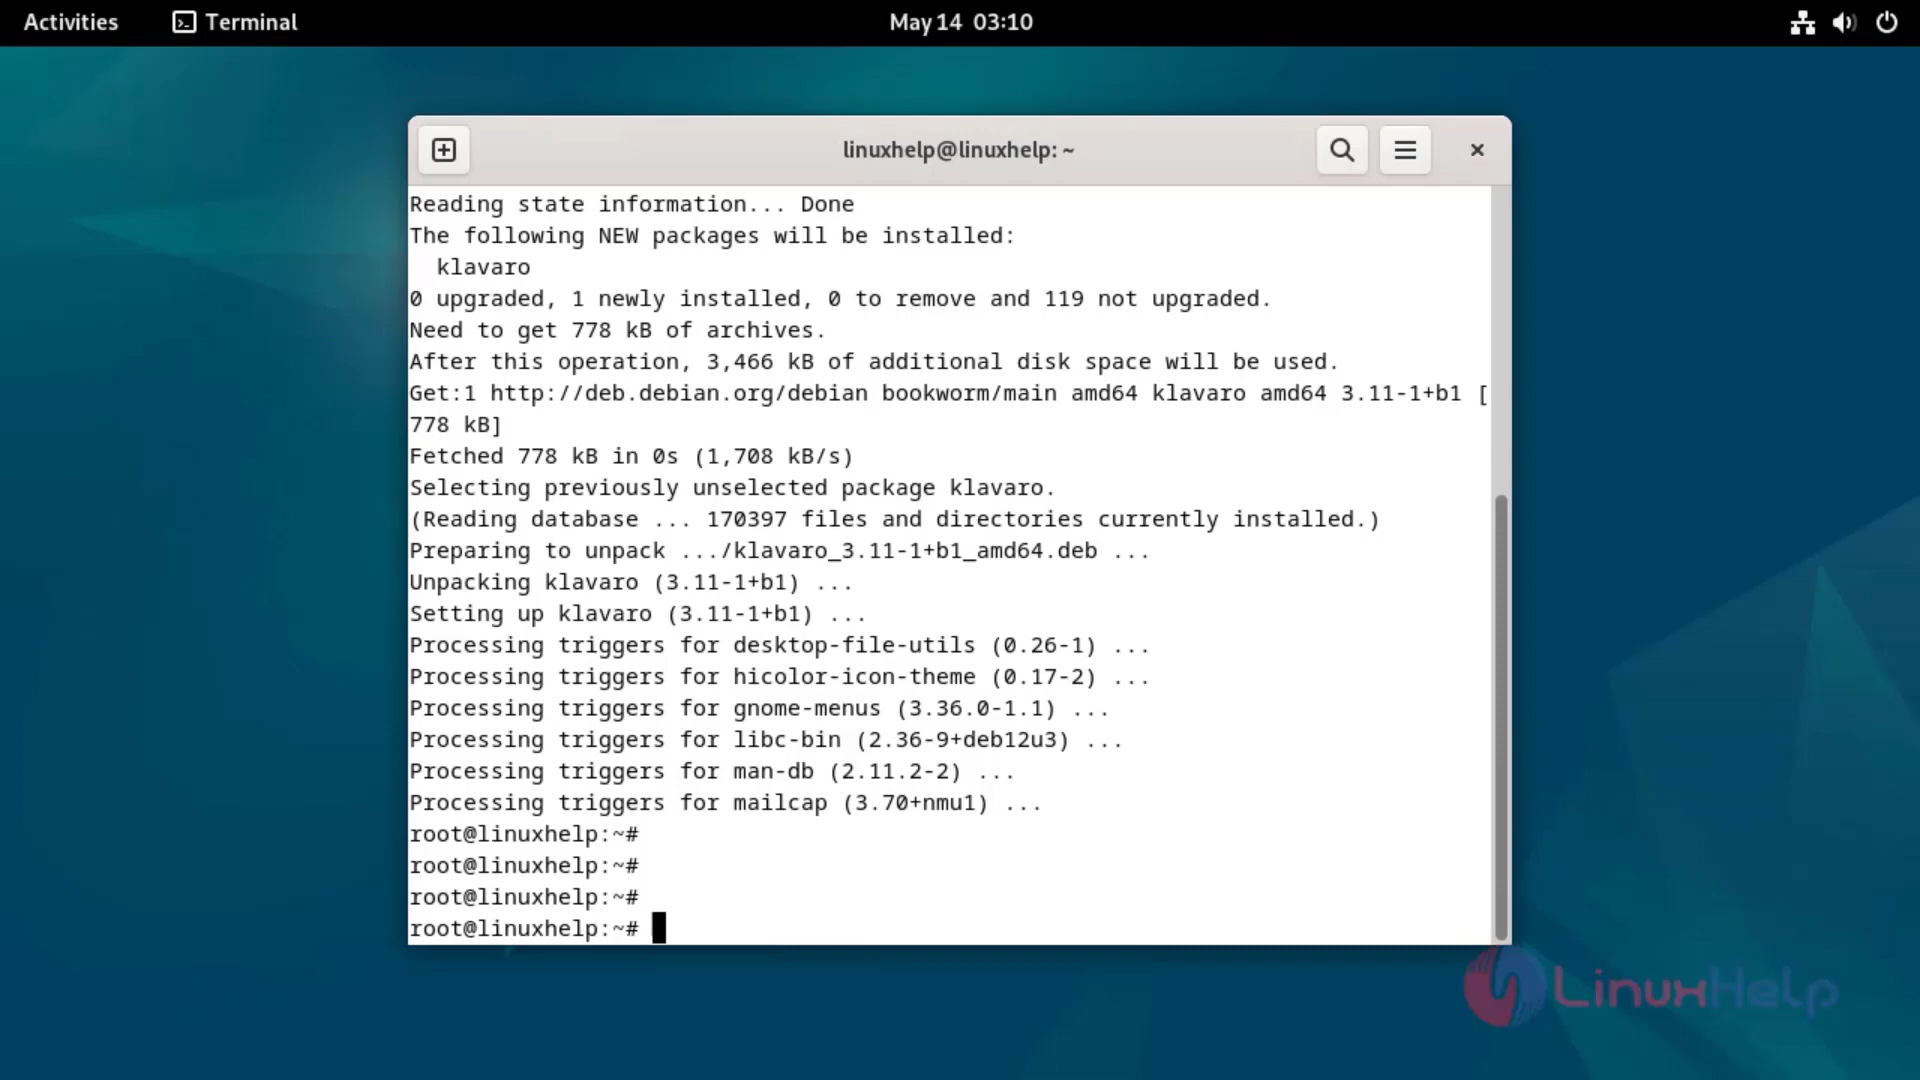 Activities Terminal May 14 03:10
linuxhelp@linuxhelp: ~
Reading state information... Done
The following NEW packages will be installed:
  klavaro
0 upgraded, 1 newly installed, 0 to remove and 119 not upgraded.
Need to get 778 kB of archives.
After this operation, 3,466 kB of additional disk space will be used.
Get:1 http://deb.debian.org/debian bookworm/main amd64 klavaro amd64 3.11-1+b1 [
778 kB]
Fetched 778 kB in 0s (1,708 kB/s)
Selecting previously unselected package klavaro.
(Reading database ... 170397 files and directories currently installed.)
Preparing to unpack .../klavaro_3.11-1+b1_amd64.deb ...
Unpacking klavaro (3.11-1+b1) ...
Setting up klavaro (3.11-1+b1) ...
Processing triggers for desktop-file-utils (0.26-1) ...
Processing triggers for hicolor-icon-theme (0.17-2) ...
Processing triggers for gnome-menus (3.36.0-1.1) ...
Processing triggers for libc-bin (2.36-9+deb12u3) ...
Processing triggers for man-db (2.11.2-2) ...
Processing triggers for mailcap (3.70+nmu1) ...
root@linuxhelp:~#
root@linuxhelp:~#
root@linuxhelp:~#
root@linuxhelp:~#
LinuxHelp